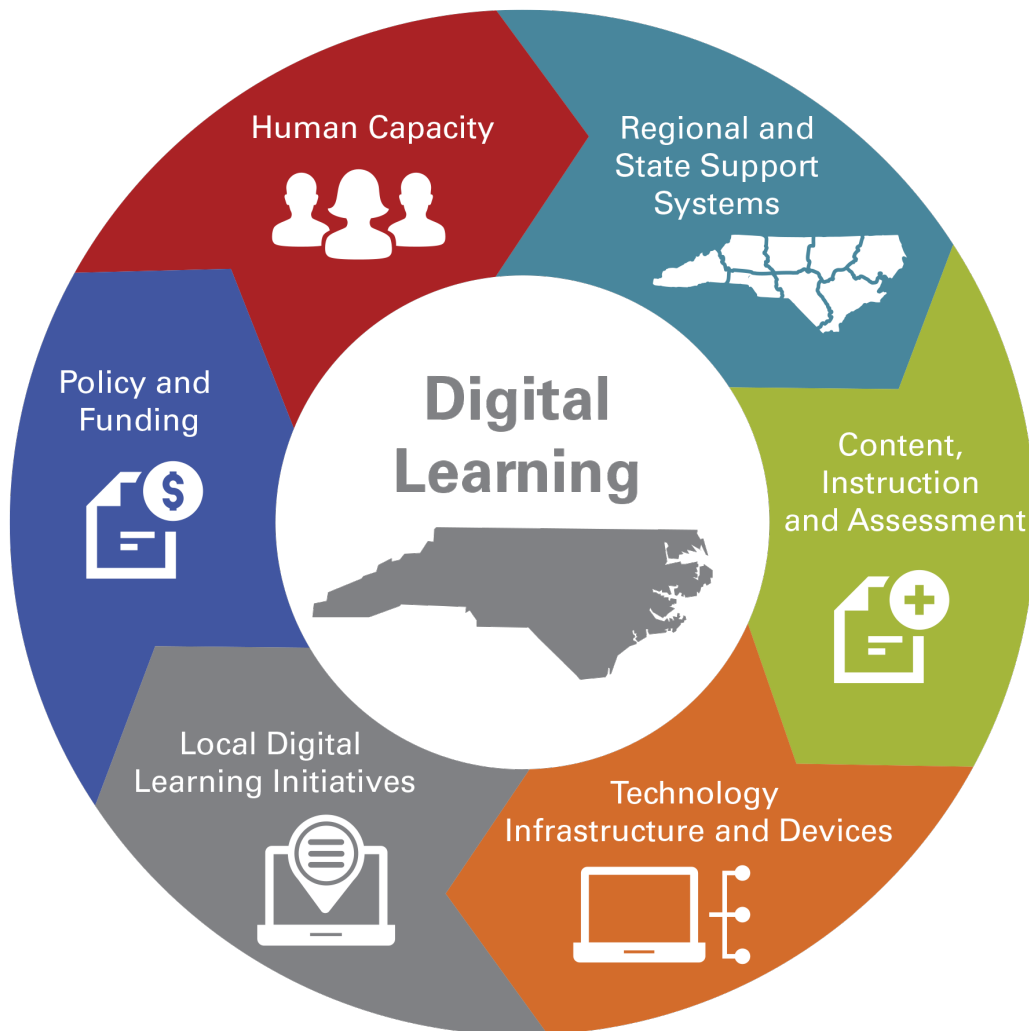 Human Capacity
Regional and
State Support
Systems
Policy and
Funding
$
Digital
Learning
Content,
Instruction
and Assessment
Local Digital
Learning Initiatives
Technology
Infrastructure and Devices